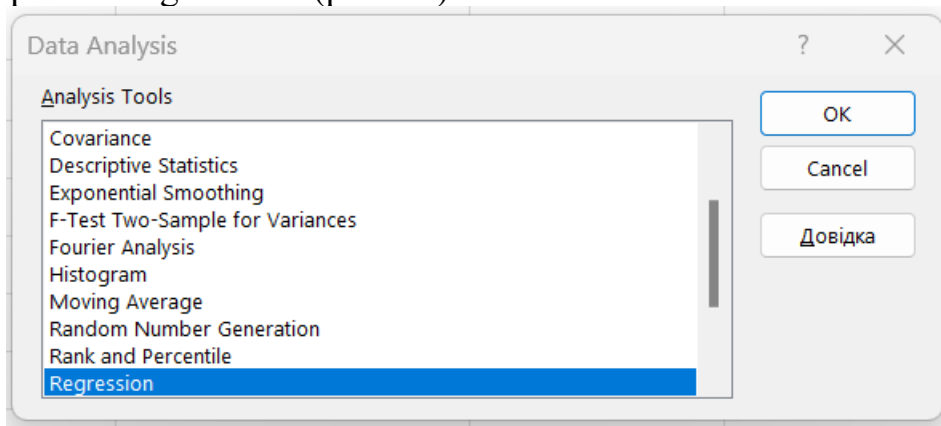 Data Analysis
?
Analysis Tools
Covariance
Descriptive Statistics
Exponential Smoothing
F-Test Two-Sample for Variances
Fourier Analysis
Histogram
Moving Average
Random Number Generation
Rank and Percentile
Regression
OK
Cancel
Довідка